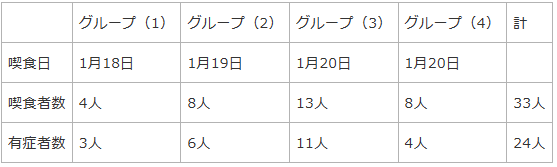 グループ（1） グループ（2） グループ（3） グループ（4） 計
喫食日 1月18日 1月19日 1月20日 1月20日
喫食者数 4人 8人 13人 8人 33人
有症者数 3人 6人 11人 4人 24人